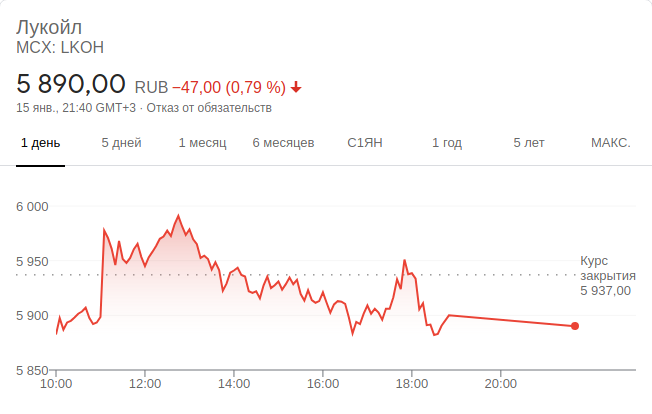 Лукойл
MCX: LKOH
5 890,00 RUB −47,00 (0,79 %)
15 янв., 21:40 GMT+3 · Отказ от обязательств
1 день 5 дней 1 месяц 6 месяцев С1ЯН 1 год 5 лет МАКС.
6 000
5 950
5 900
5 850
Курс
закрытия
5 937,00
10:00 12:00 14:00 16:00 18:00 20:00